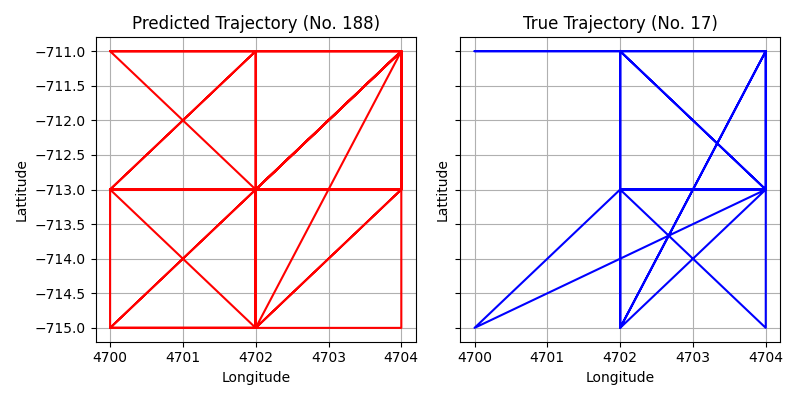 Predicted Trajectory (No. 188)
True Trajectory (No. 17)
−711.0
−711.5
−712.0
−712.5
−713.0
−713.5
−714.0
−714.5
−715.0
Lattitude
Lattitude
4700 4701 4702 4703 4704
4700 4701 4702 4703 4704
Longitude
Longitude